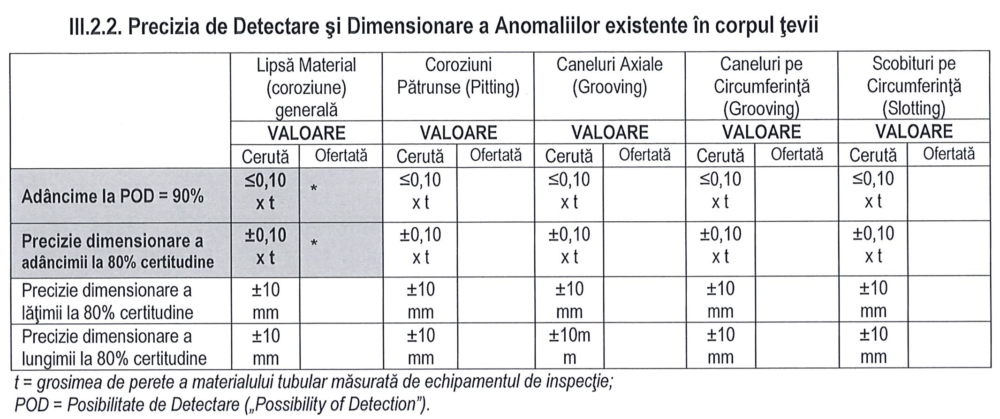 III.2.2. Precizia de Detectare şi Dimensionare a Anomaliilor existente în corpul ţevii
Lipsă Material (coroziune) generală | Coroziuni Pătrunse (Pitting) | Caneluri Axiale (Grooving) | Caneluri pe Circumferinţă (Grooving) | Scobituri pe Circumferinţă (Slotting)
VALOARE | VALOARE | VALOARE | VALOARE | VALOARE
Cerută | Ofertată | Cerută | Ofertată | Cerută | Ofertată | Cerută | Ofertată | Cerută | Ofertată
Adâncime la POD = 90% | ≤0,10 x t | * | ≤0,10 x t | ≤0,10 x t | ≤0,10 x t | ≤0,10 x t
Precizie dimensionare a adâncimii la 80% certitudine | ±0,10 x t | * | ±0,10 x t | ±0,10 x t | ±0,10 x t | ±0,10 x t
Precizie dimensionare a lăţimii la 80% certitudine | ±10 mm | ±10 mm | ±10 mm | ±10 mm | ±10 mm
Precizie dimensionare a lungimii la 80% certitudine | ±10 mm | ±10 mm | ±10m m | ±10 mm | ±10 mm
t = grosimea de perete a materialului tubular măsurată de echipamentul de inspecţie;
POD = Posibilitate de Detectare („Possibility of Detection”).